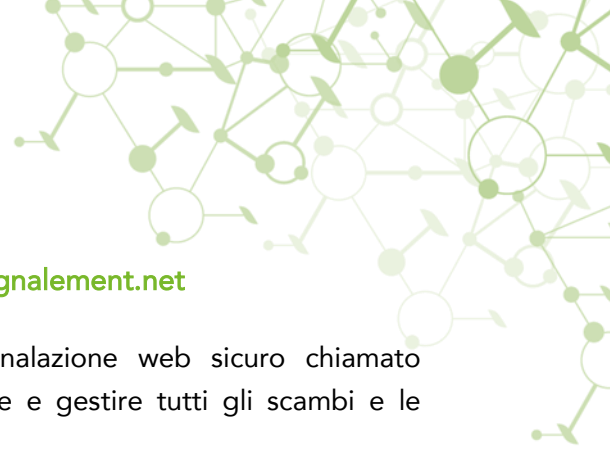 gnalement.net
nalazione web sicuro chiamato
e e gestire tutti gli scambi e le